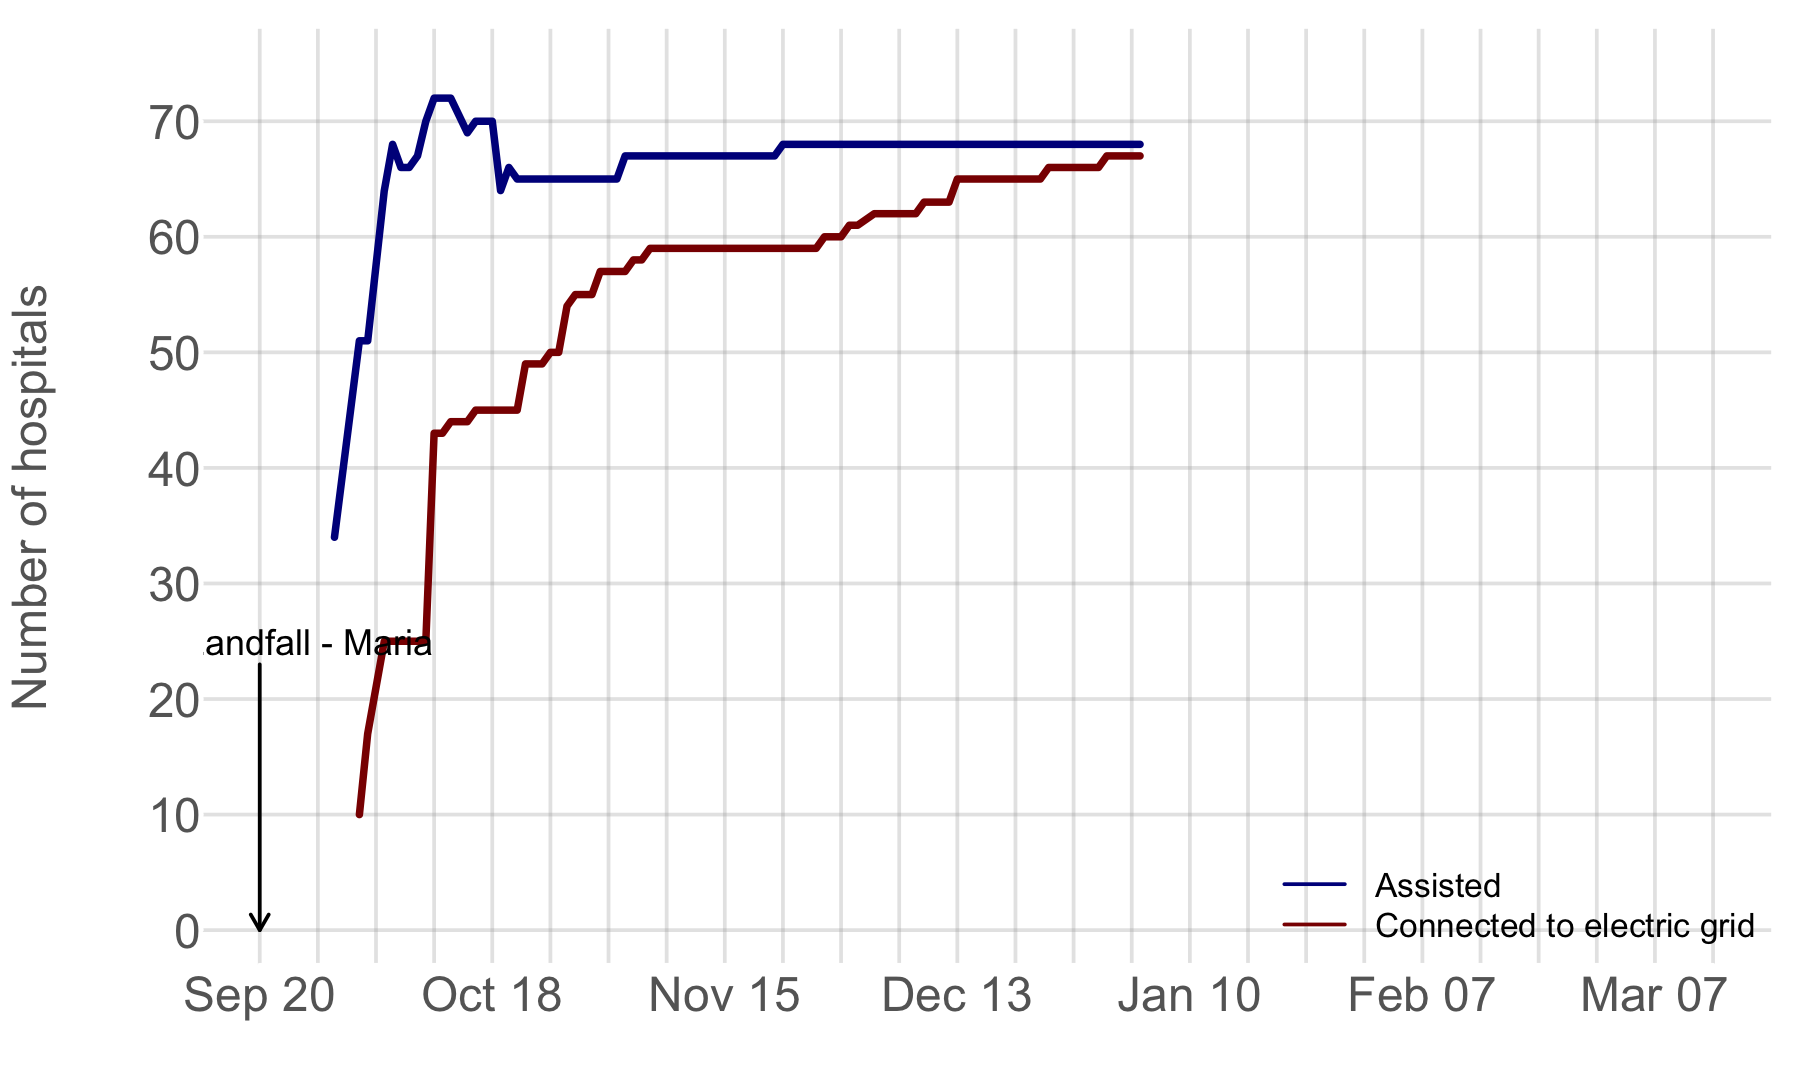 Number of hospitals
70
60
50
40
30
20
10
0
andfall - Maria
Assisted
Connected to electric grid
Sep 20 Oct 18 Nov 15 Dec 13 Jan 10 Feb 07 Mar 07